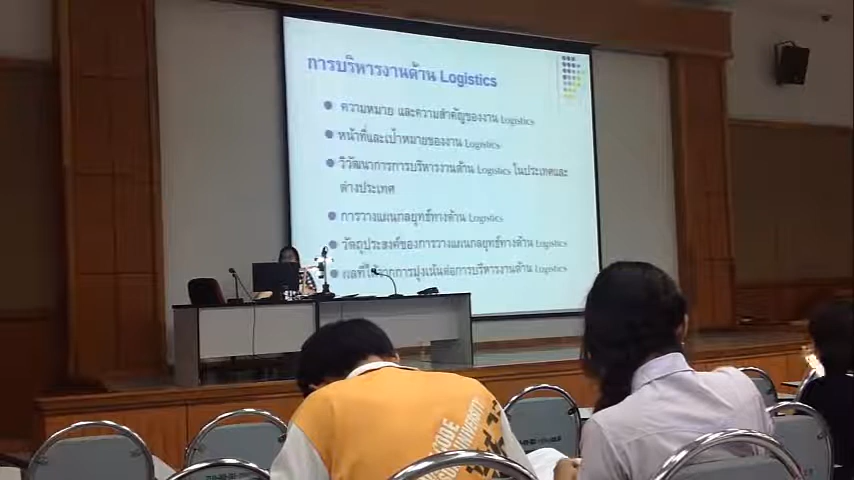 การบริหารงานด้าน Logistics
ความหมาย และความสำคัญของงาน Logistics
หน้าที่และเป้าหมายของงาน Logistics
วิวัฒนาการการบริหารงานด้าน Logistics ในประเทศและ
ต่างประเทศ
การวางแผนกลยุทธ์ทางด้าน Logistics
วัตถุประสงค์ของการวางแผนกลยุทธ์ทางด้าน Logistics
ผลที่ได้จากการมุ่งเน้นต่อการบริหารงานด้าน Logistics
CODE